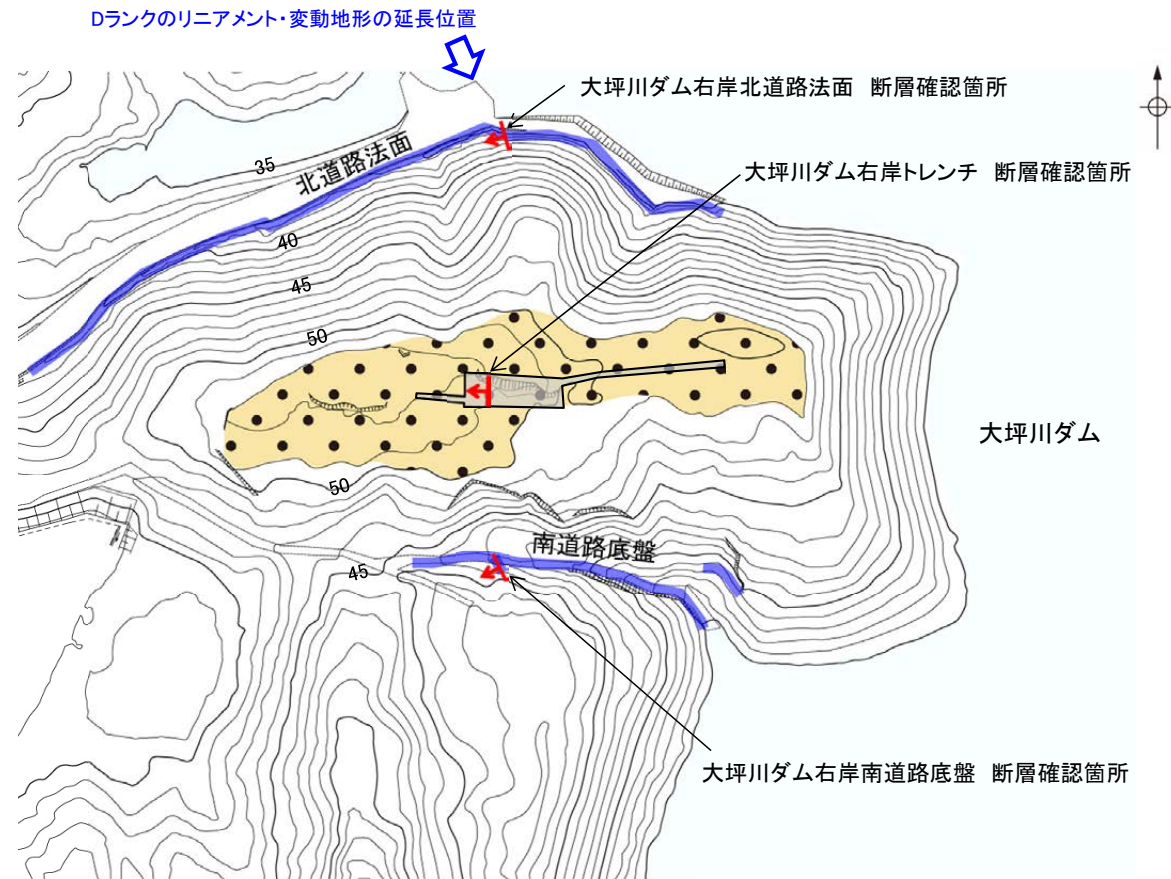 Dランクのリニアメント・変動地形の延長位置
大坪川ダム右岸北道路法面 断層確認箇所
35
北道路法面
大坪川ダム右岸トレンチ 断層確認箇所
40
45
50
大坪川ダム
50
南道路底盤
45
大坪川ダム右岸南道路底盤 断層確認箇所